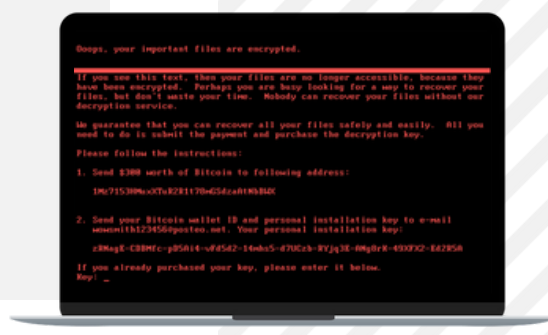 Ooops, your important files are encrypted.
If you see this text, then your files are no longer accessible, because they
have been encrypted. Perhaps you are busy looking for a way to recover your
files, but don't waste your time. Nobody can recover your files without our
decryption service.
We guarantee that you can recover all your files safely and easily. All you
need to do is submit the payment and purchase the decryption key.
Please follow the instructions:
1. Send $300 worth of Bitcoin to following address:
2. Send your Bitcoin wallet ID and personal installation key to e-mail
wowsmith123456@posteo.net. Your personal installation key:
If you already purchased your key, please enter it below.
Key: _